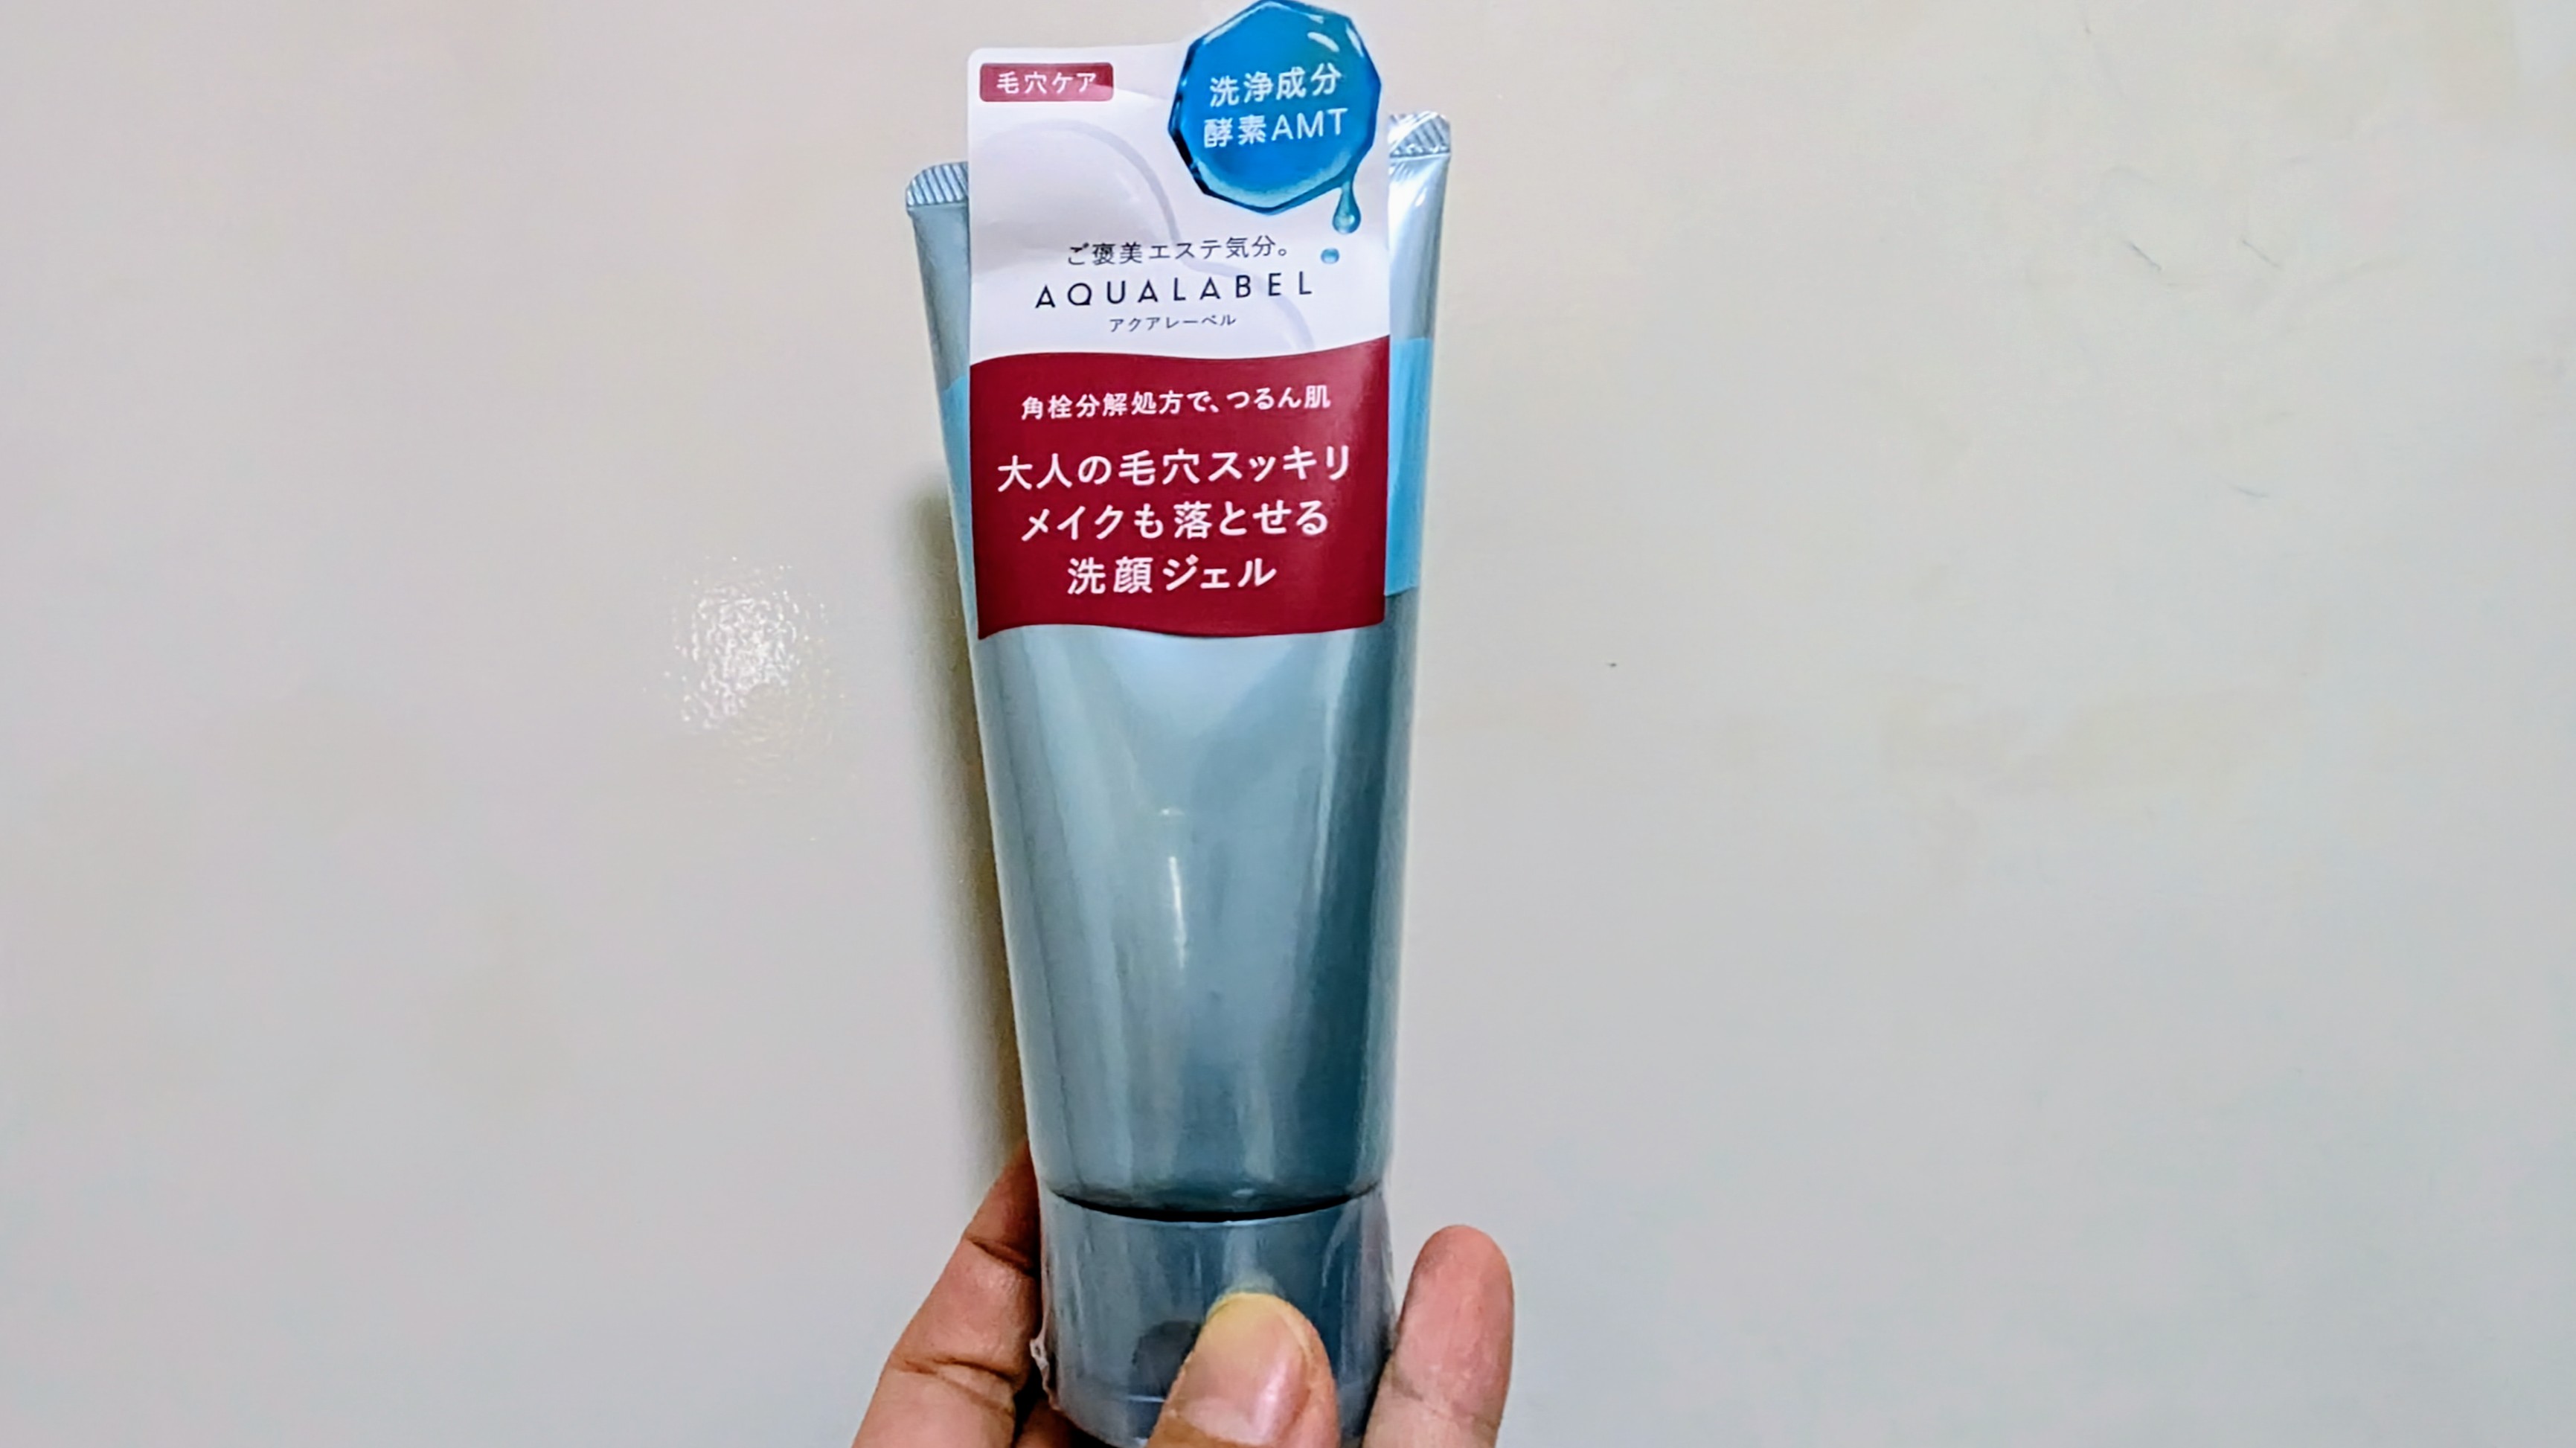 毛穴ケア
洗浄成分
酵素AMT
ご褒美エステ気分。
AQUALABEL
アクアレーベル
角栓分解処方で、つるん肌
大人の毛穴スッキリ
メイクも落とせる
洗顔ジェル